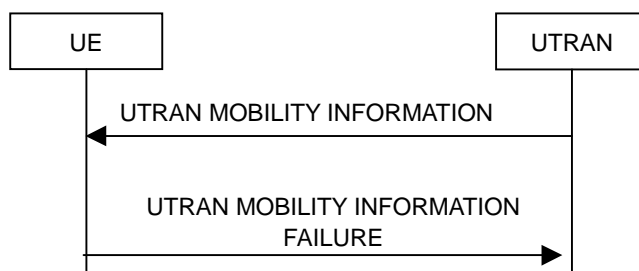 UE
UTRAN
UTRAN MOBILITY INFORMATION
UTRAN MOBILITY INFORMATION
FAILURE